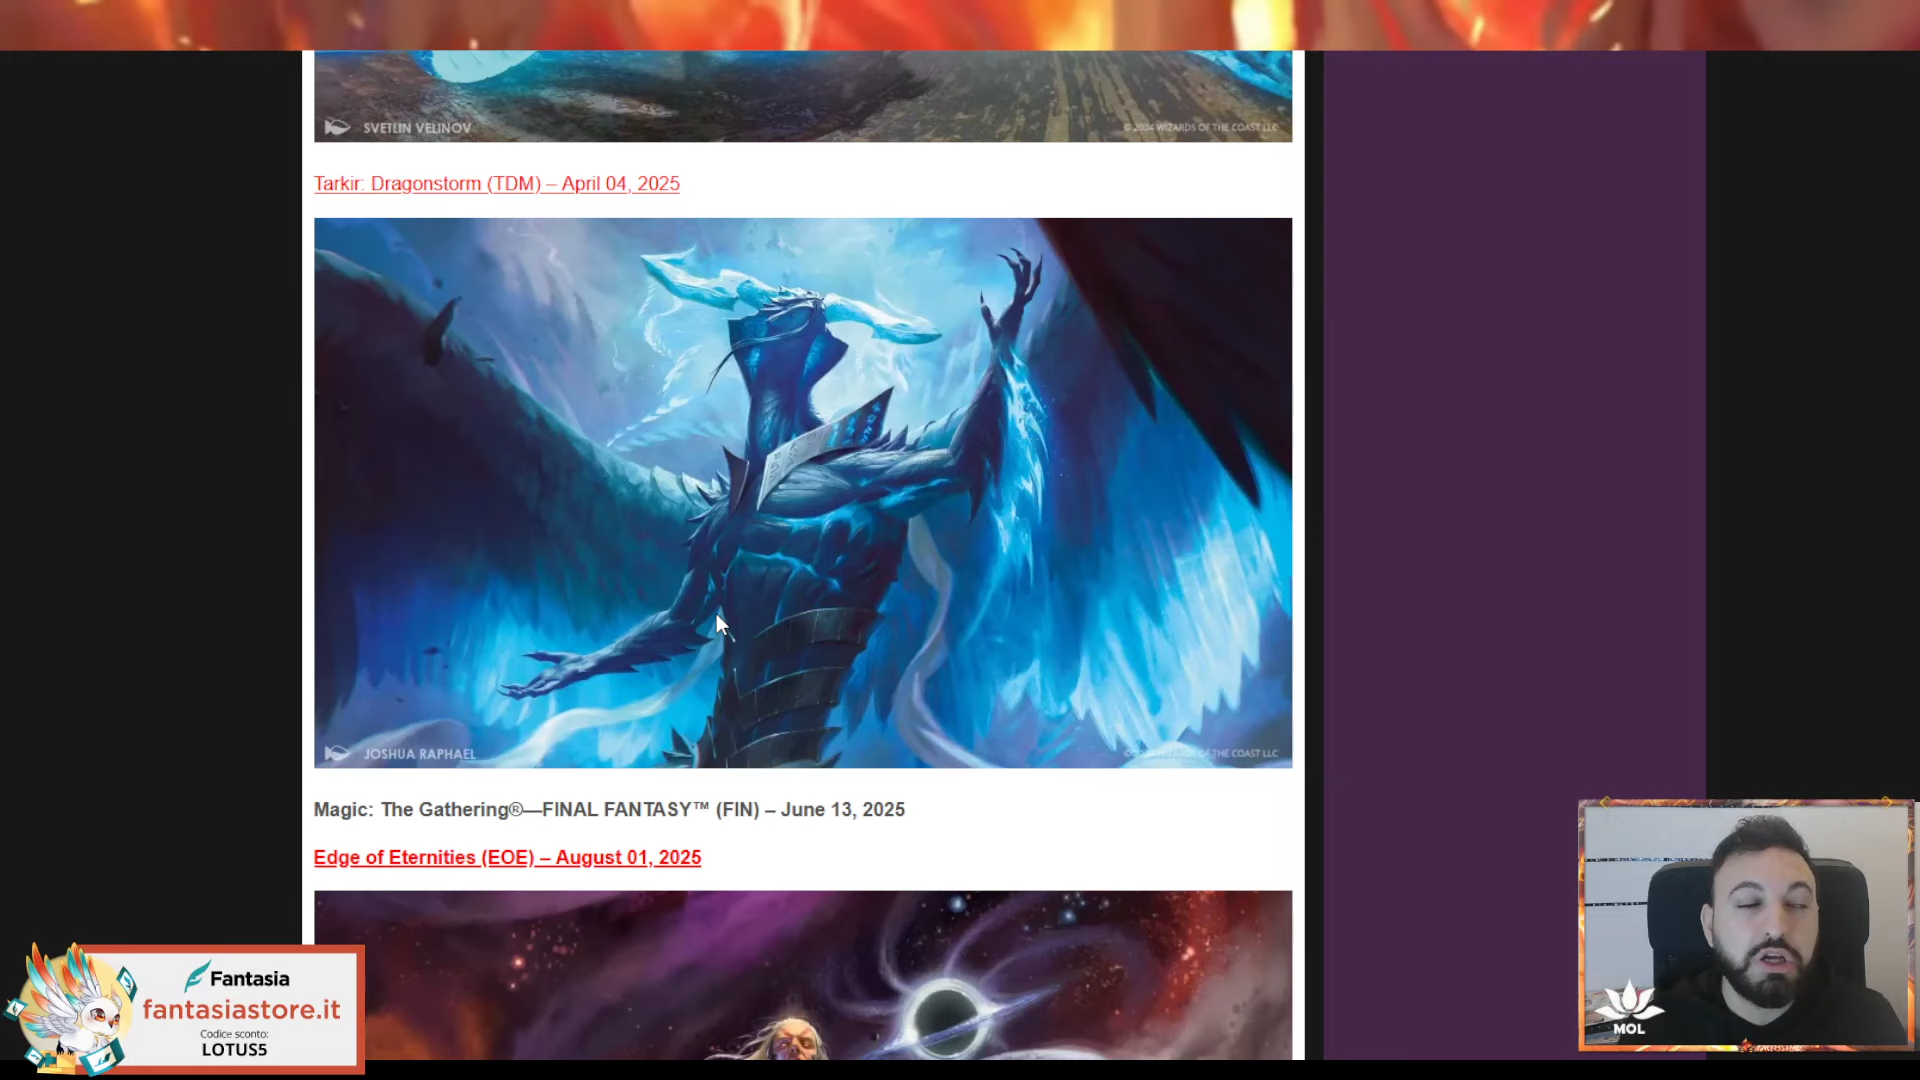 SVETLIN VELINOV
© 2024 WIZARDS OF THE COAST LLC
Tarkir: Dragonstorm (TDM) – April 04, 2025
JOSHUA RAPHAEL
WIZARDS OF THE COAST LLC
Magic: The Gathering®—FINAL FANTASY™ (FIN) – June 13, 2025
Edge of Eternities (EOE) – August 01, 2025
Fantasia
fantasiastore.it
Codice sconto:
LOTUS5
MOL